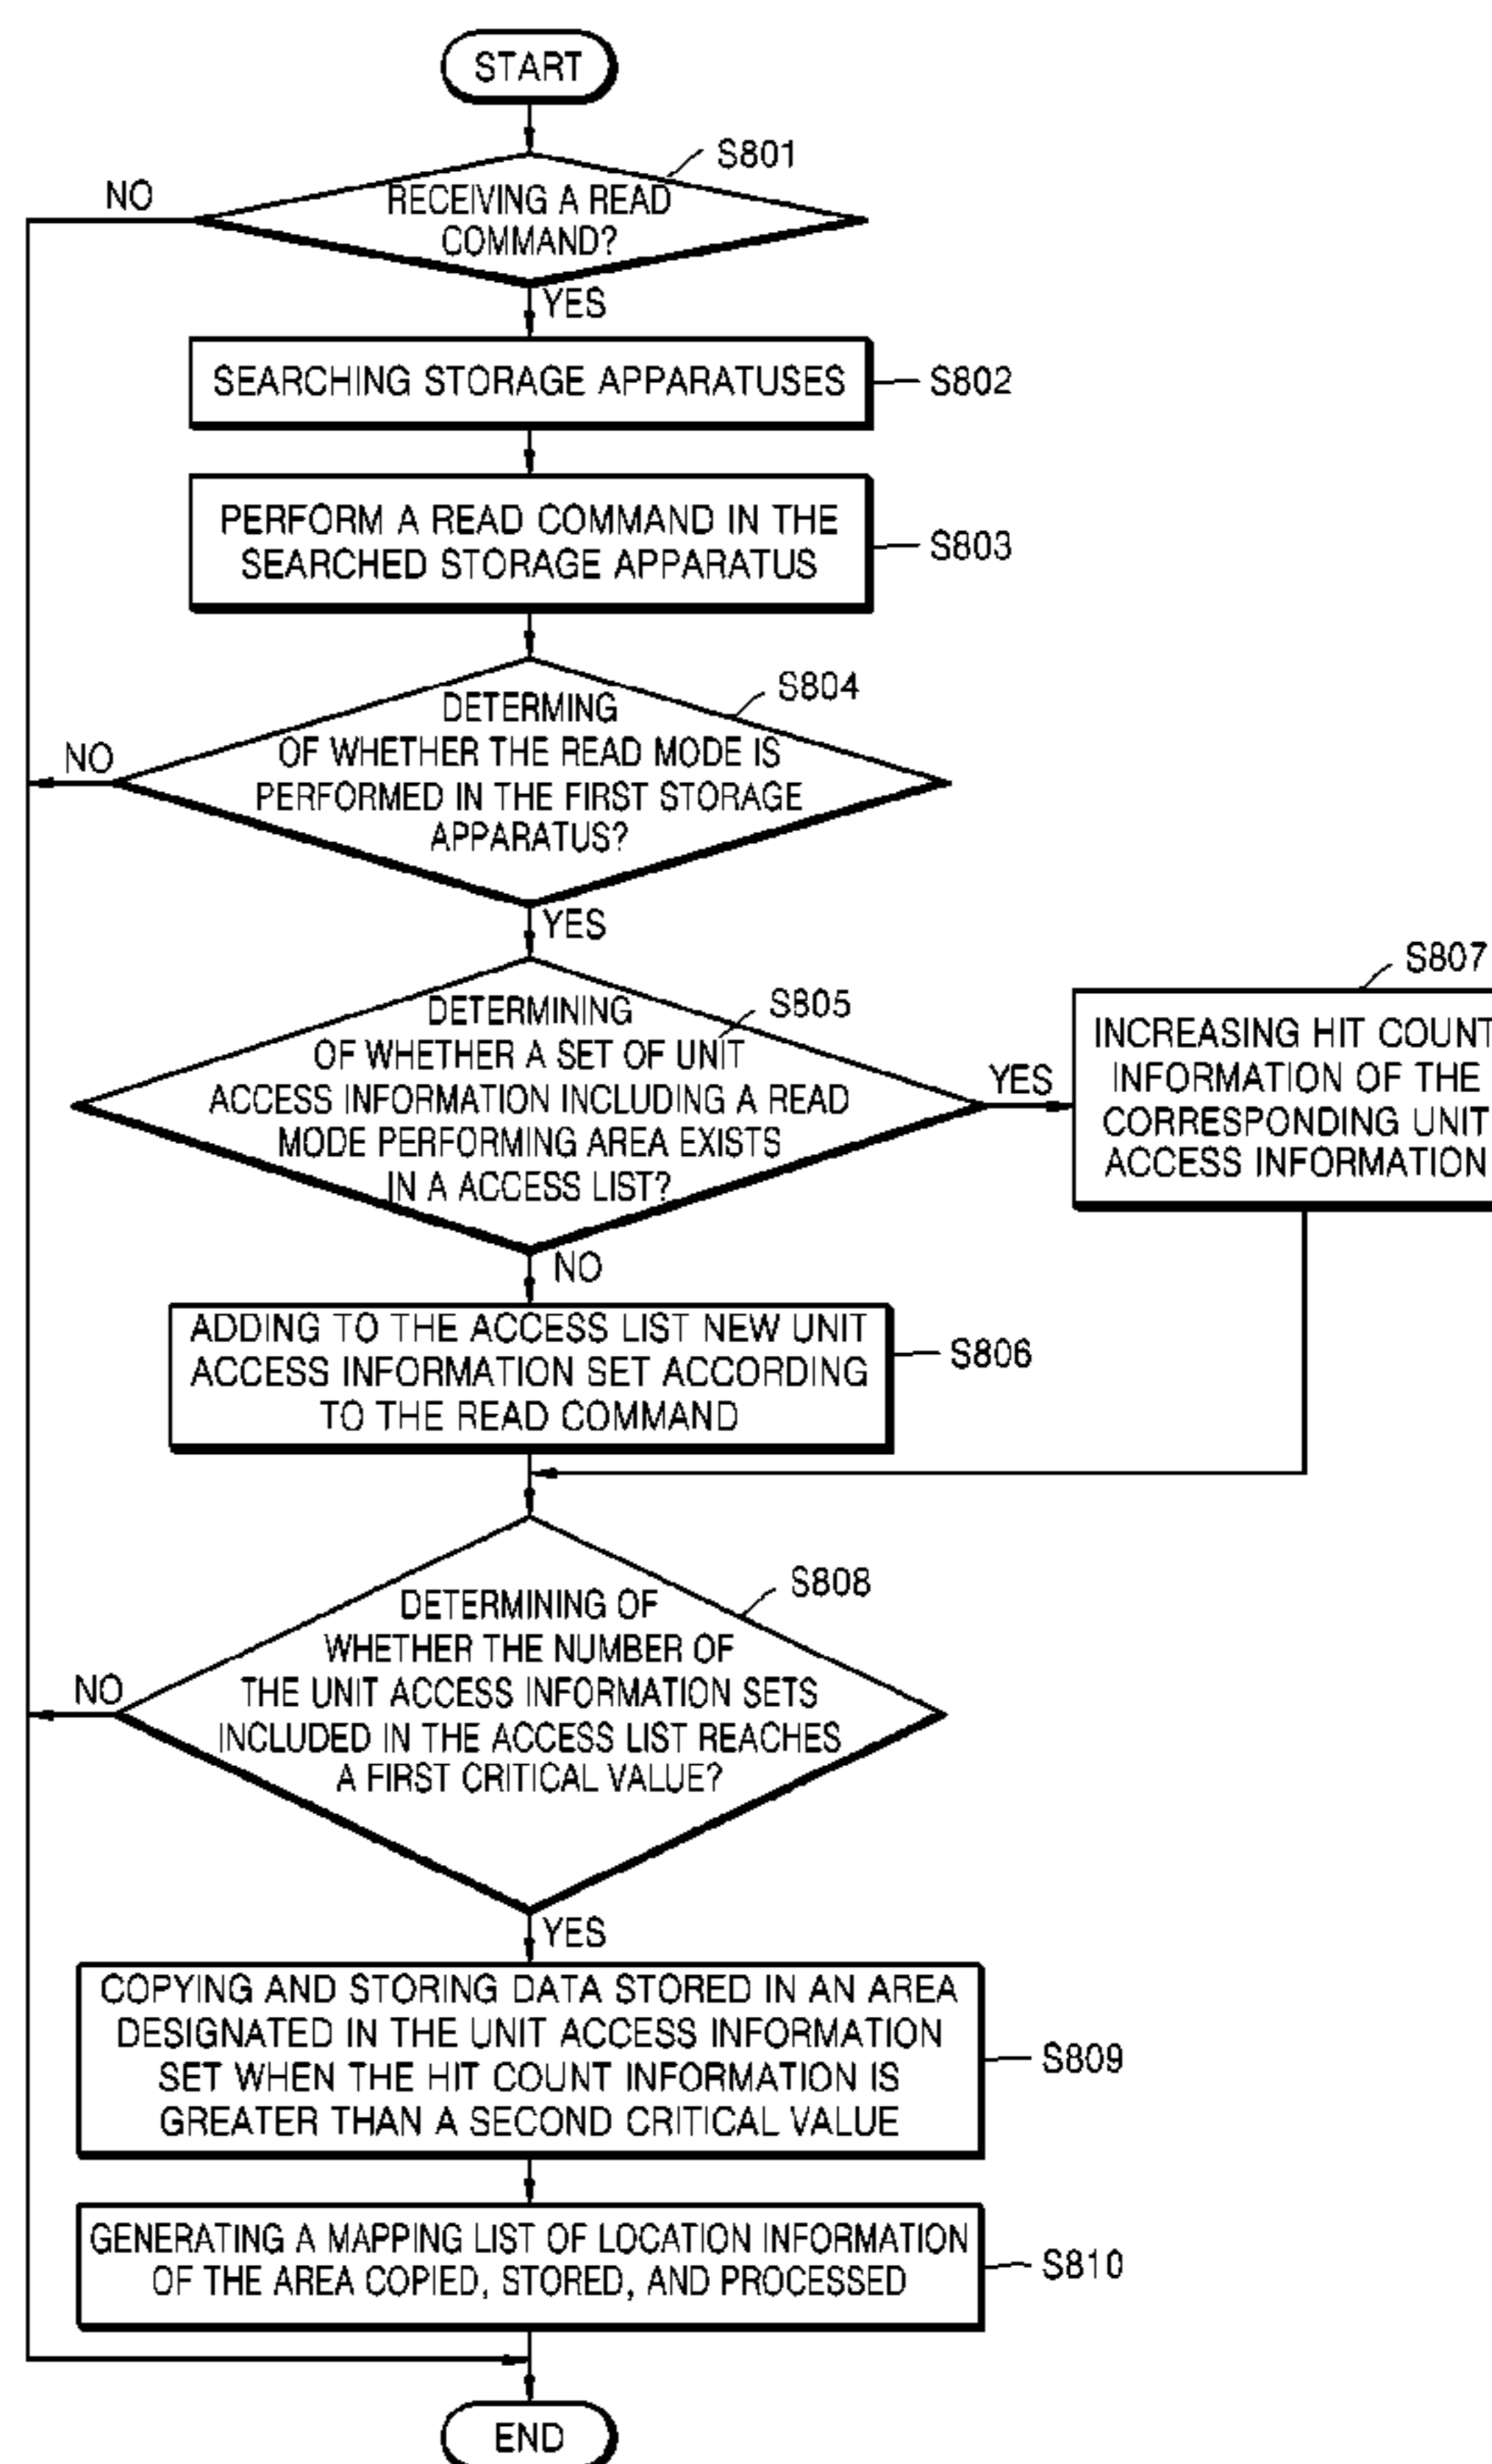 START
S801
NO
RECEIVING A READ
COMMAND?
YES
SEARCHING STORAGE APPARATUSES
S802
PERFORM A READ COMMAND IN THE
SEARCHED STORAGE APPARATUS
S803
S804
DETERMING
OF WHETHER THE READ MODE IS
NO
PERFORMED IN THE FIRST STORAGE
APPARATUS?
YES
S805
DETERMINING
OF WHETHER A SET OF UNIT
ACCESS INFORMATION INCLUDING A READ
MODE PERFORMING AREA EXISTS
IN A ACCESS LIST?
YES
S807
INCREASING HIT COUNT
INFORMATION OF THE
CORRESPONDING UNIT
ACCESS INFORMATION
NO
ADDING TO THE ACCESS LIST NEW UNIT
ACCESS INFORMATION SET ACCORDING
TO THE READ COMMAND
S806
S808
DETERMINING OF
WHETHER THE NUMBER OF
THE UNIT ACCESS INFORMATION SETS
INCLUDED IN THE ACCESS LIST REACHES
A FIRST CRITICAL VALUE?
NO
YES
COPYING AND STORING DATA STORED IN AN AREA
DESIGNATED IN THE UNIT ACCESS INFORMATION
SET WHEN THE HIT COUNT INFORMATION IS
GREATER THAN A SECOND CRITICAL VALUE
S809
GENERATING A MAPPING LIST OF LOCATION INFORMATION
OF THE AREA COPIED, STORED, AND PROCESSED
S810
END